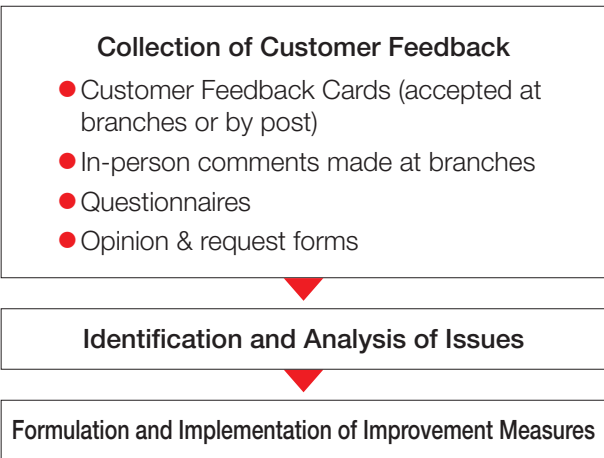 Collection of Customer Feedback
● Customer Feedback Cards (accepted at
branches or by post)
● In-person comments made at branches
● Questionnaires
● Opinion & request forms
Identification and Analysis of Issues
Formulation and Implementation of Improvement Measures